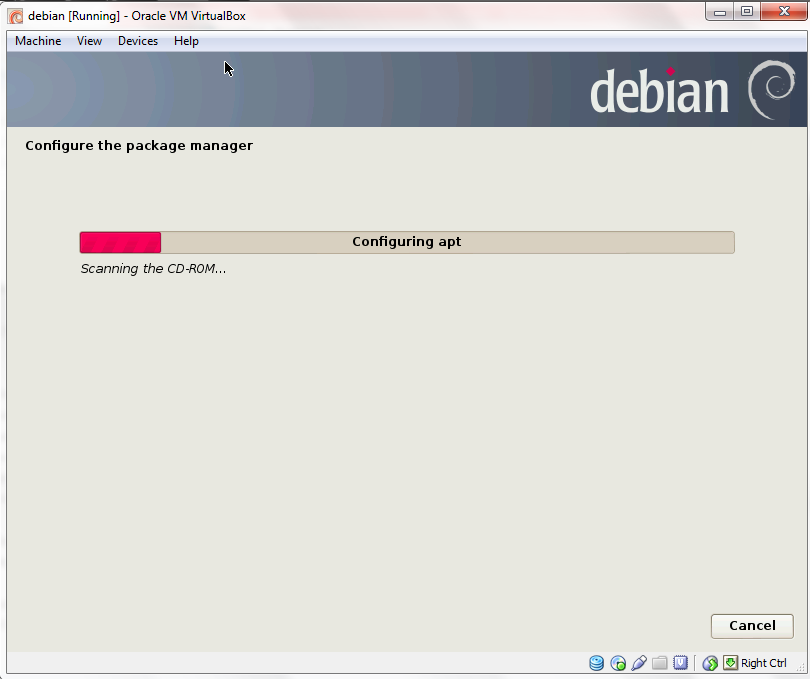 debian [Running] - Oracle VM VirtualBox
Machine View Devices Help
debian
Configure the package manager
Configuring apt
Scanning the CD-ROM...
Cancel
Right Ctrl